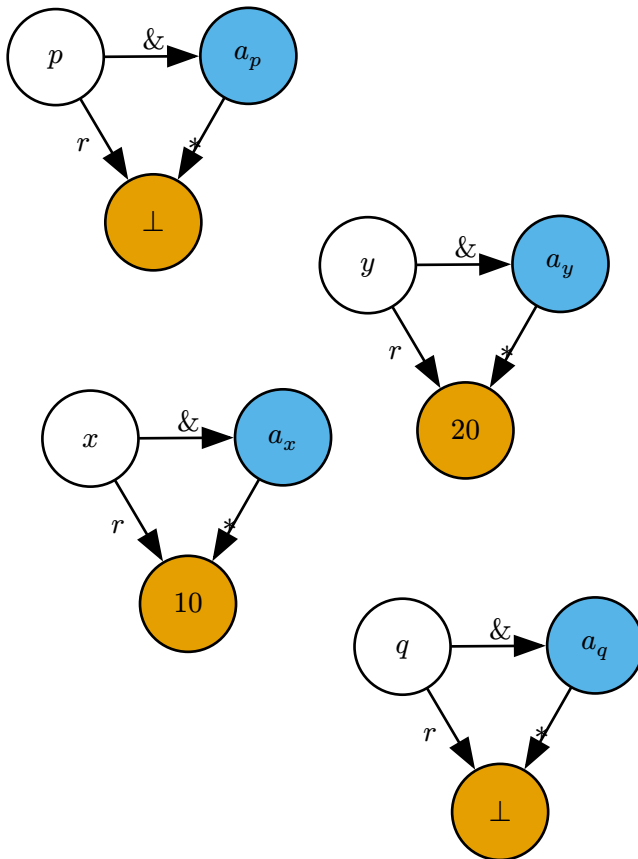 p & a_p
r *
⊥
y & a_y
r *
20
x & a_x
r *
10
q & a_q
r *
⊥